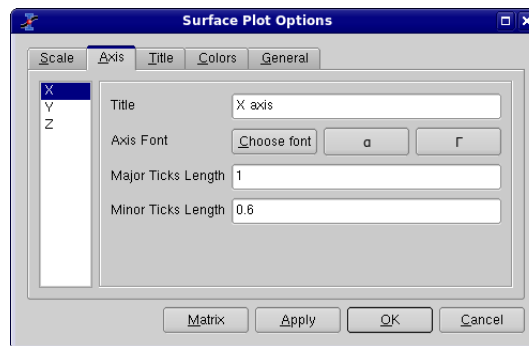 Surface Plot Options
Scale Axis Title Colors General
X
Y
Z
Title X axis
Axis Font Choose font α Γ
Major Ticks Length 1
Minor Ticks Length 0.6
Matrix Apply OK Cancel